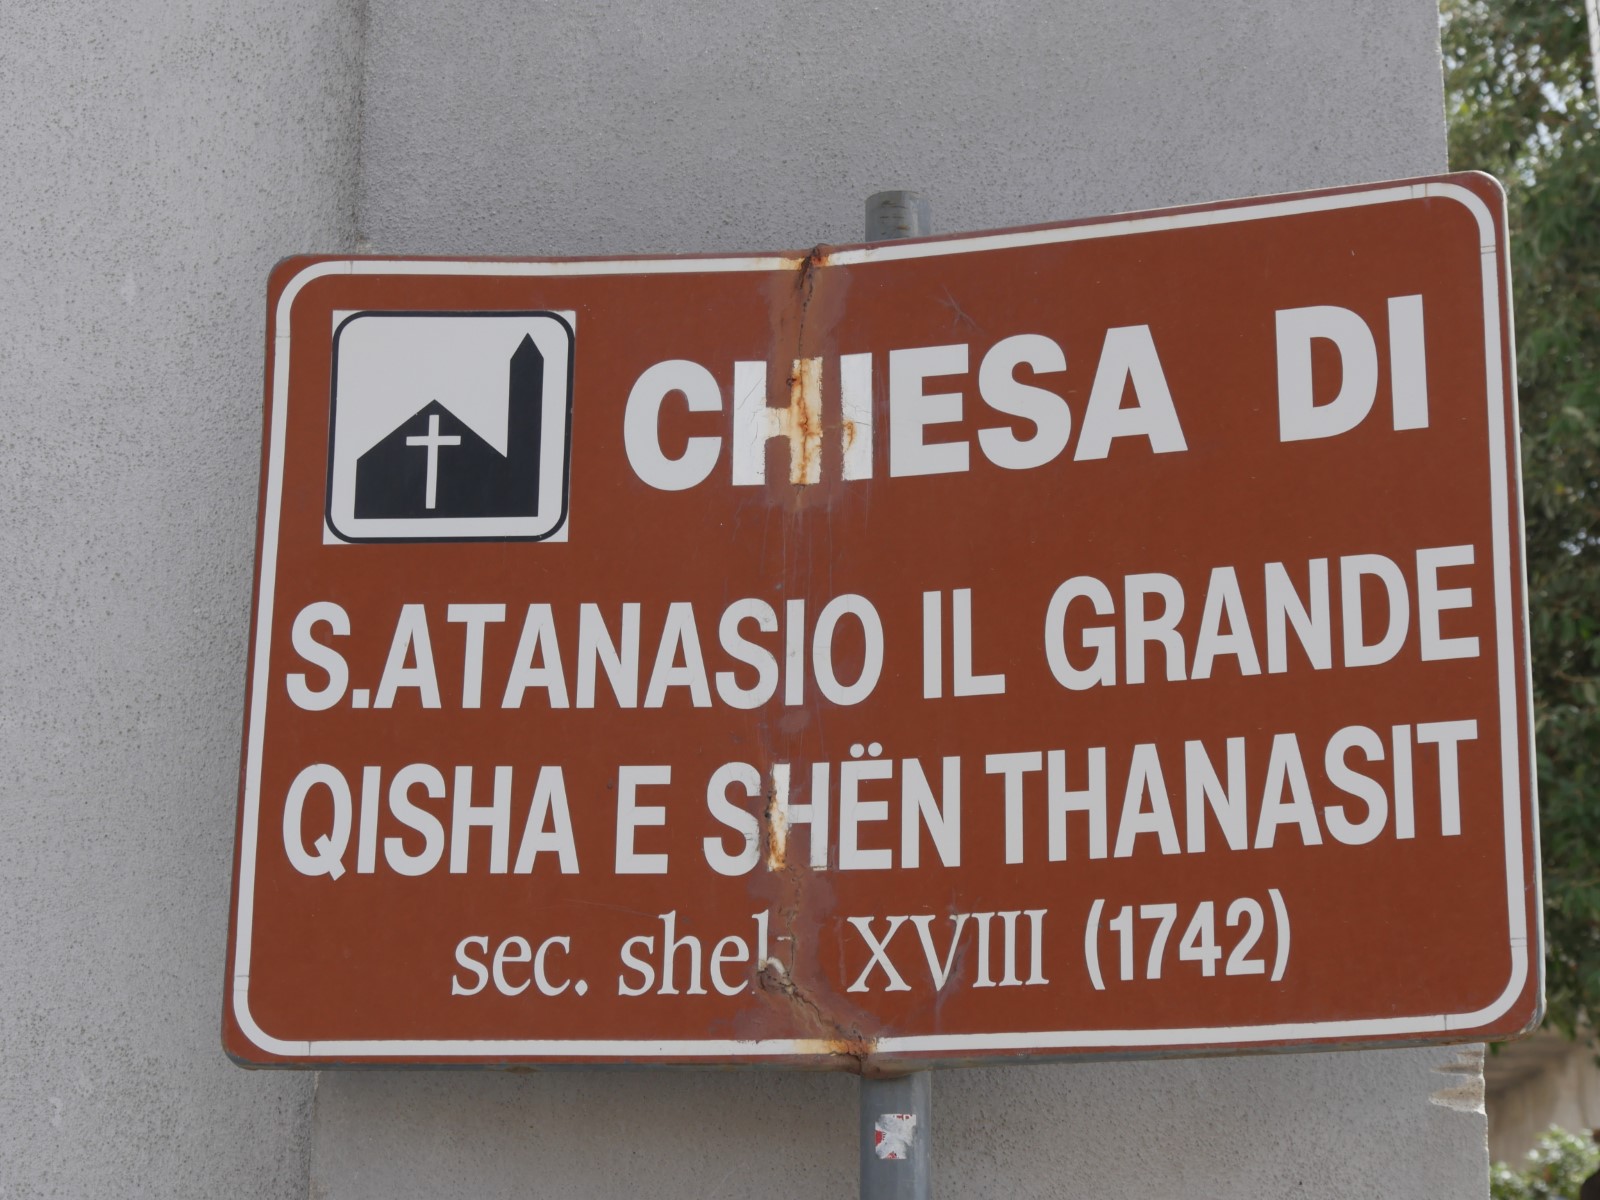 CHIESA DI
S.ATANASIO IL GRANDE
QISHA E SHËN THANASIT
sec. XVIII (1742)